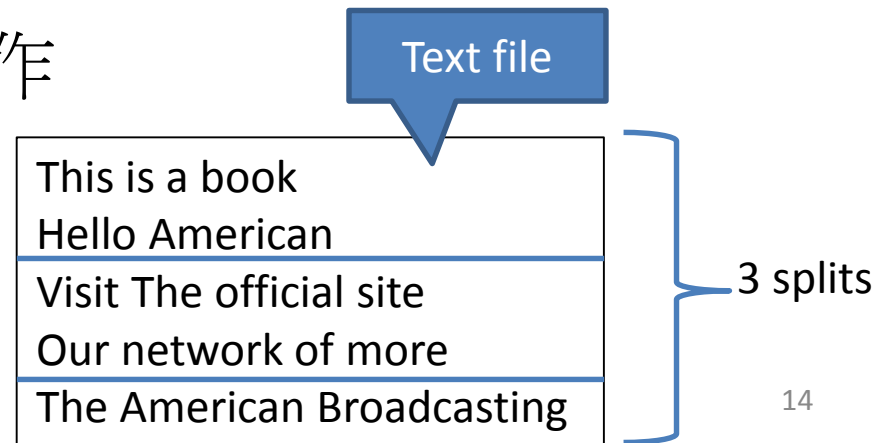 作
Text file
This is a book
Hello American
Visit The official site
Our network of more
The American Broadcasting
3 splits
14